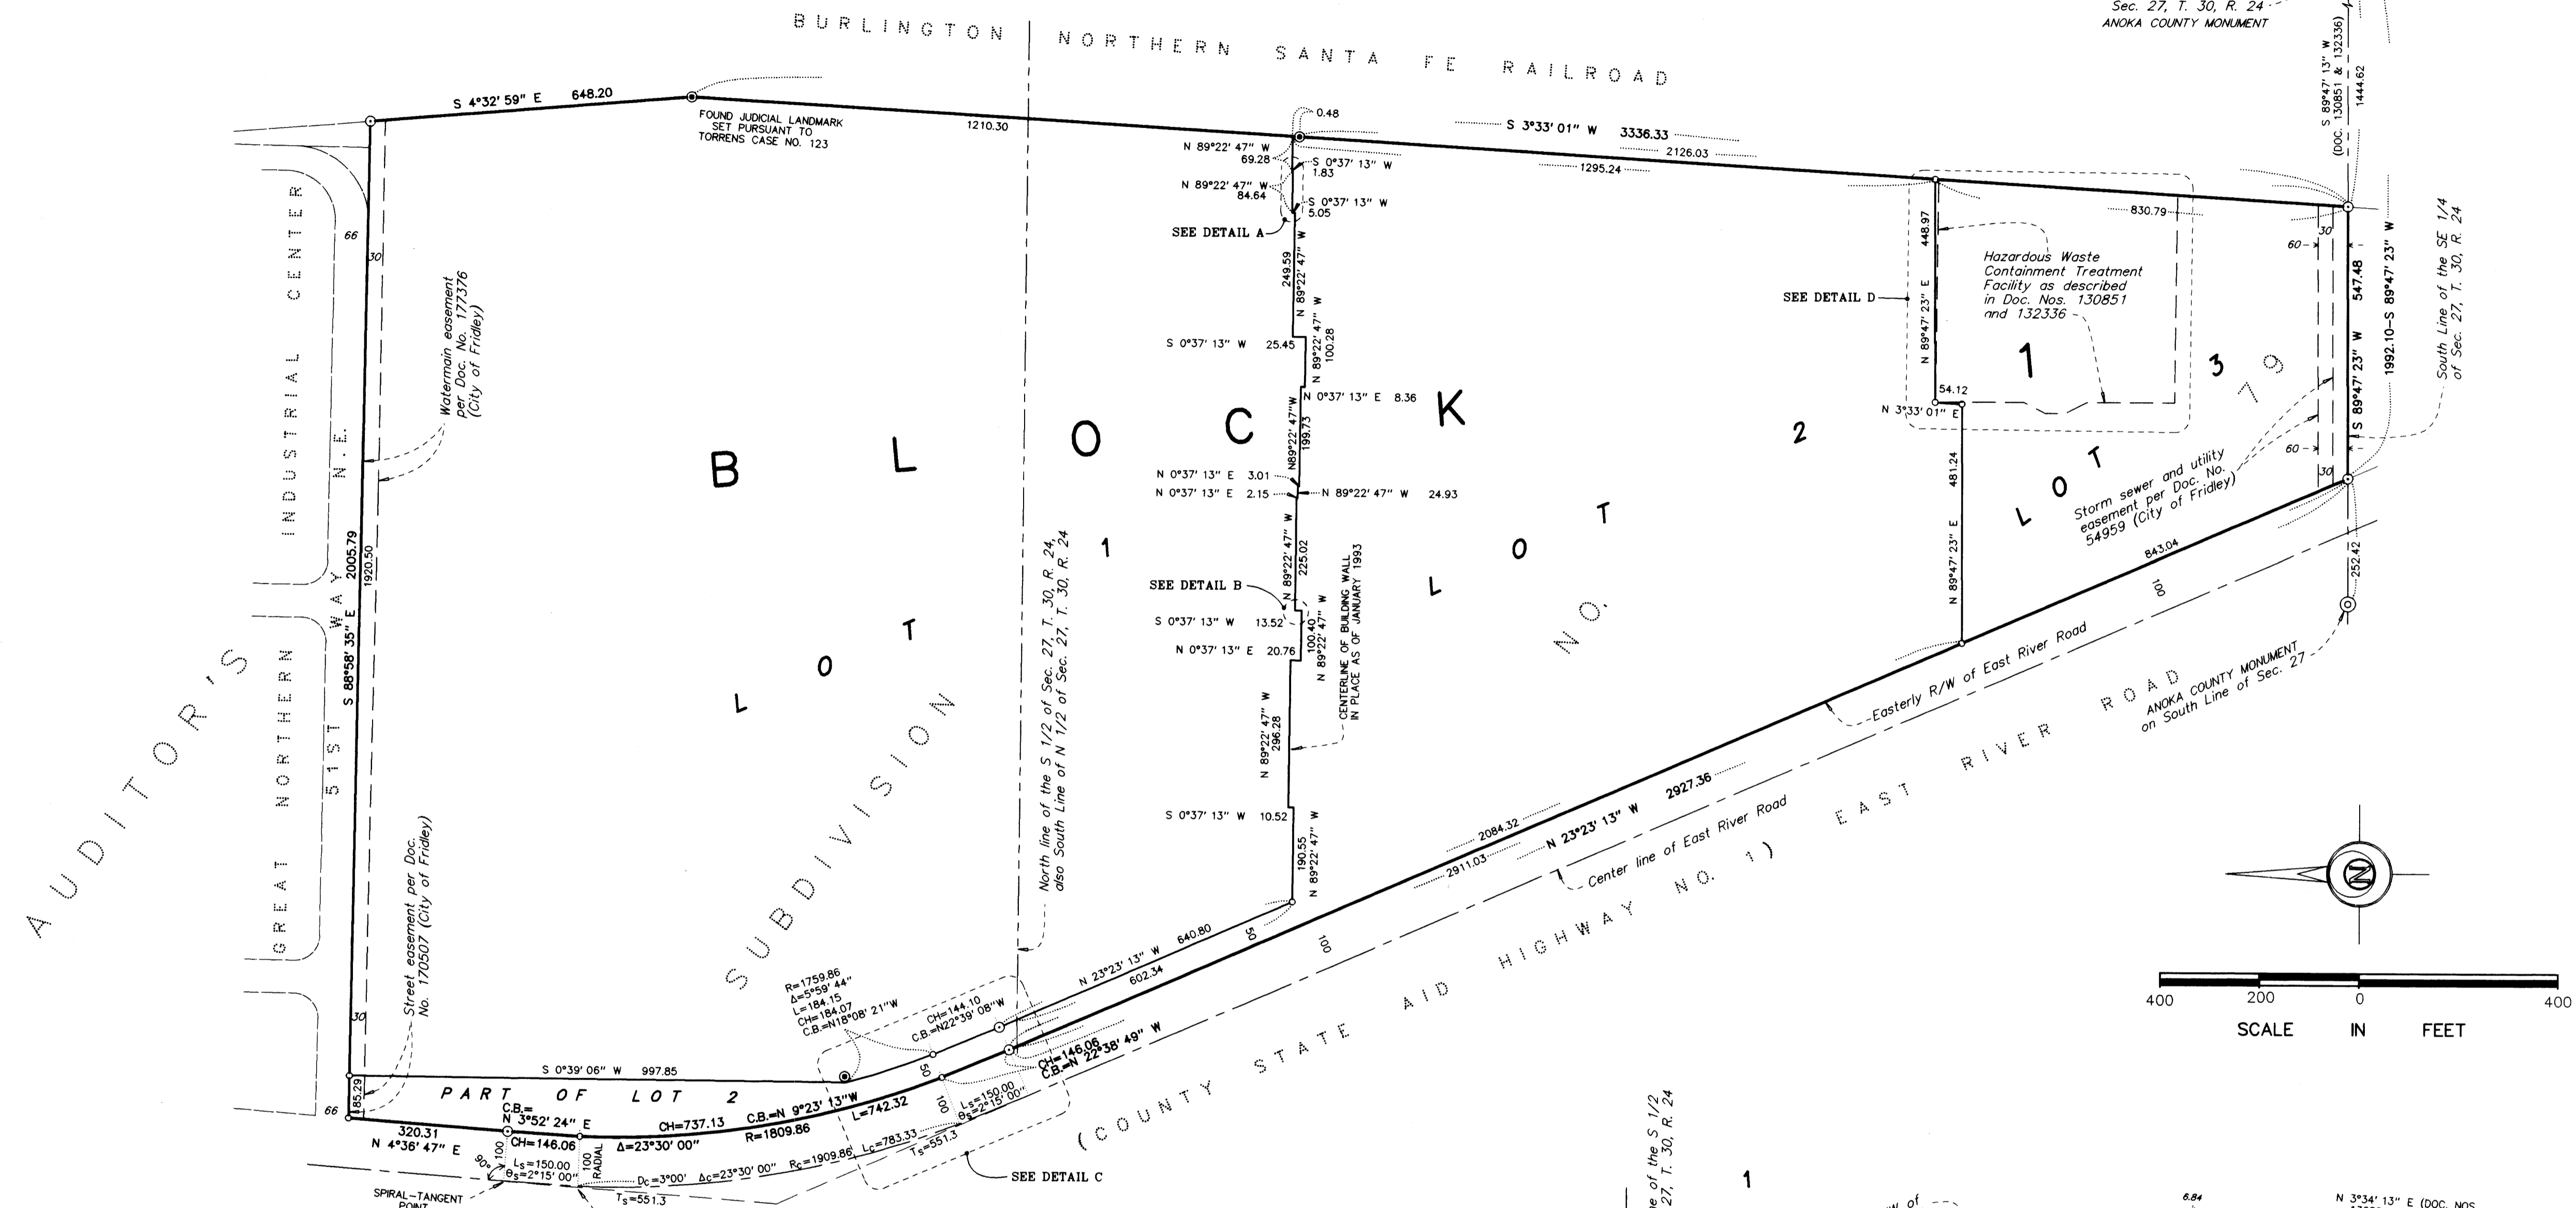 BURLINGTON NORTHERN SANTA FE RAILROAD
Sec. 27, T. 30, R. 24
ANOKA COUNTY MONUMENT
S 89°47' 13" W
(DOC. 130851 & 132336)
1444.62
S 4°32' 59" E 648.20
FOUND JUDICIAL LANDMARK
SET PURSUANT TO
TORRENS CASE NO. 123
1210.30
0.48
S 3°33' 01" W 3336.33
2126.03
1295.24
830.79
N 89°22' 47" W
69.28
S 0°37' 13" W
1.83
N 89°22' 47" W
84.64
S 0°37' 13" W
5.05
SEE DETAIL A
249.59
N 89°22' 47" W
S 0°37' 13" W 25.45
N 89°22' 47" W
100.28
N 0°37' 13" E 8.36
N89°22' 47"W
199.73
N 0°37' 13" E 3.01
N 0°37' 13" E 2.15
N 89°22' 47" W 24.93
N 89°22' 47" W
225.02
SEE DETAIL B
S 0°37' 13" W 13.52
100.40
N 89°22' 47" W
N 0°37' 13" E 20.76
N 89°22' 47" W
296.28
CENTERLINE OF BUILDING WALL
IN PLACE AS OF JANUARY 1993
S 0°37' 13" W 10.52
190.55
N 89°22' 47" W
GREAT NORTHERN INDUSTRIAL CENTER
51ST WAY N.E.
66
30
Watermain easement
per Doc. No. 177376
(City of Fridley)
S 88°58' 35" E 2005.79
1920.50
Street easement per Doc.
No. 170507 (City of Fridley)
30
85.29
66
AUDITOR'S SUBDIVISION NO. 79
BLOCK 1
LOT 1
LOT 2
LOT 3
North line of the S 1/2 of Sec. 27, T. 30, R. 24,
also South Line of N 1/2 of Sec. 27, T. 30, R. 24
SEE DETAIL D
448.97
N 89°47' 23" E
54.12
N 3°33' 01" E
481.24
N 89°47' 23" E
Hazardous Waste
Containment Treatment
Facility as described
in Doc. Nos. 130851
and 132336
30
60
60
30
547.48
S 89°47' 23" W
1992.10-S 89°47' 23" W
South Line of the SE 1/4
of Sec. 27, T. 30, R. 24
Storm sewer and utility
easement per Doc. No.
54959 (City of Fridley)
843.04
100
252.42
ANOKA COUNTY MONUMENT
on South Line of Sec. 27
Easterly R/W of East River Road
EAST RIVER ROAD
(COUNTY STATE AID HIGHWAY NO. 1)
N 23°23' 13" W 2927.36
2084.32
2911.03
Center line of East River Road
N 23°23' 13" W 640.80
602.34
50
100
R=1759.86
Δ=5°59' 44"
L=184.15
CH=184.07
C.B.=N18°08' 21"W
CH=144.10
C.B.=N22°39' 08"W
50
CH=146.06
C.B.=N 22°38' 49" W
Ls=150.00
θs=2°15' 00"
100
S 0°39' 06" W 997.85
PART OF LOT 2
320.31
N 4°36' 47" E
C.B.=
N 3°52' 24" E
CH=146.06
100
90°
Ls=150.00
θs=2°15' 00"
100
RADIAL
CH=737.13 C.B.=N 9°23' 13"W
Δ=23°30' 00" R=1809.86 L=742.32
Dc=3°00' Δc=23°30' 00" Rc=1909.86 Lc=783.33
Ts=551.3
Ts=551.3
SPIRAL-TANGENT
POINT
SEE DETAIL C
N
400 200 0 400
SCALE IN FEET
ne of the S 1/2
27, T. 30, R. 24
1
w of
6.84
N 3°34' 13" E (DOC. NOS.